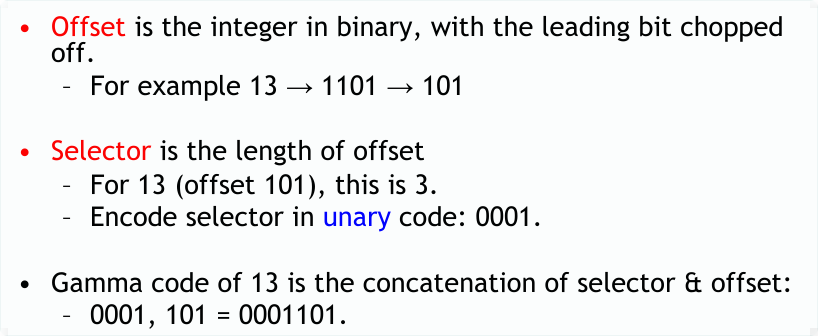 • Offset is the integer in binary, with the leading bit chopped
off.
– For example 13 → 1101 → 101
• Selector is the length of offset
– For 13 (offset 101), this is 3.
– Encode selector in unary code: 0001.
• Gamma code of 13 is the concatenation of selector & offset:
– 0001, 101 = 0001101.